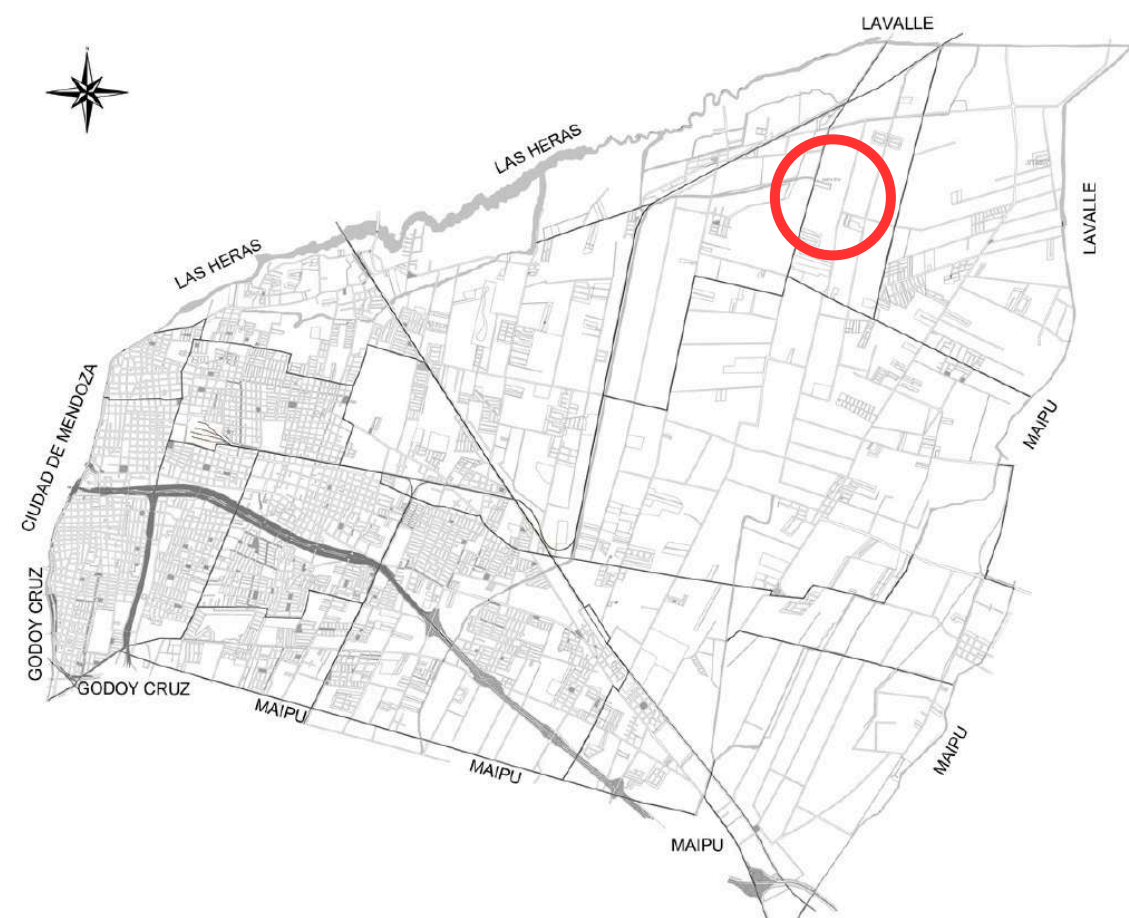 LAVALLE
LAS HERAS
LAS HERAS
LAVALLE
CIUDAD DE MENDOZA
MAIPU
GODOY CRUZ
GODOY CRUZ
MAIPU
MAIPU
MAIPU
MAIPU